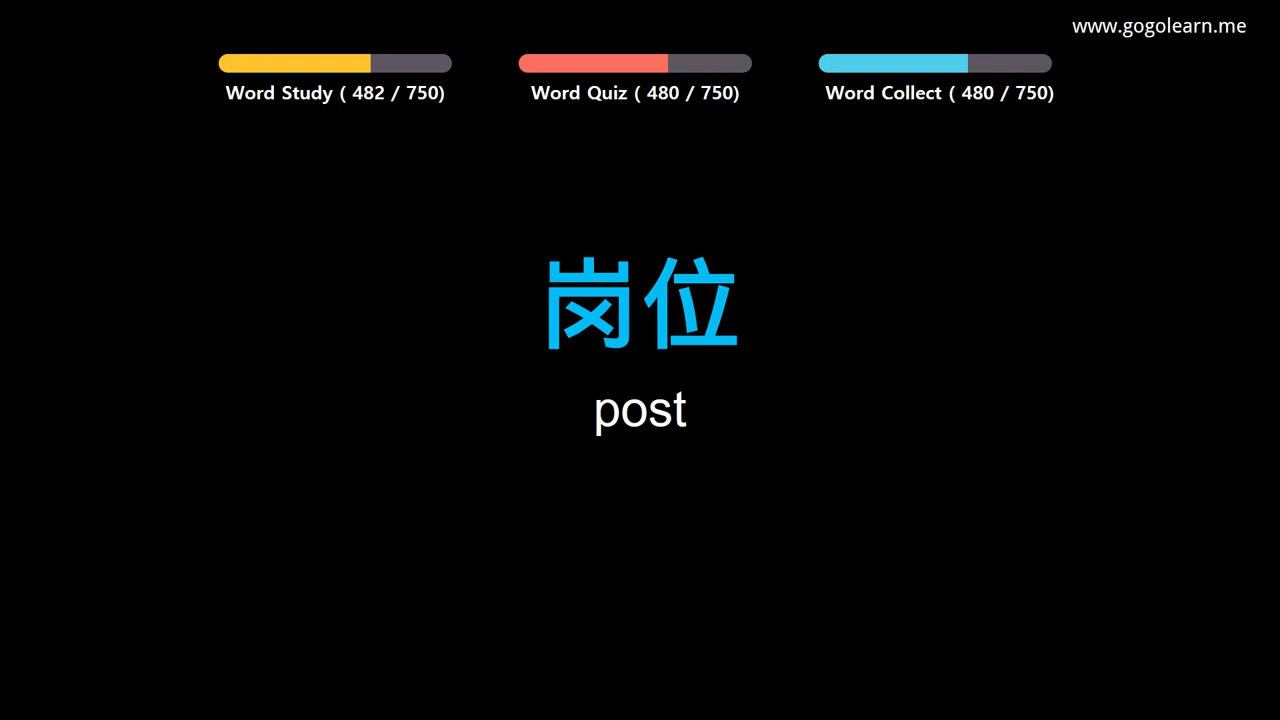 www.gogolearn.me
Word Study ( 482 / 750)
Word Quiz ( 480 / 750)
Word Collect ( 480 / 750)
岗位
post